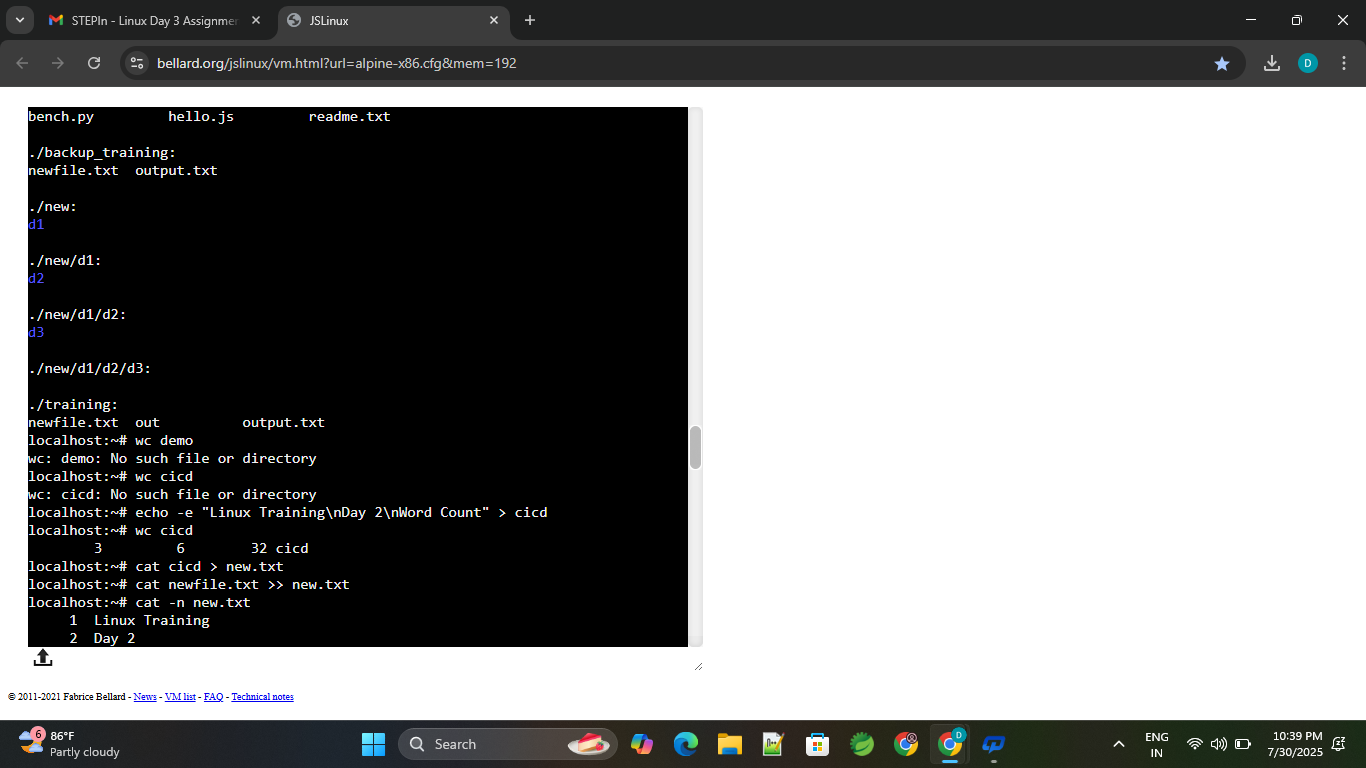 STEPIn - Linux Day 3 Assignme
JSLinux
bellard.org/jslinux/vm.html?url=alpine-x86.cfg&mem=192
D
bench.py hello.js readme.txt
./backup_training:
newfile.txt output.txt
./new:
d1
./new/d1:
d2
./new/d1/d2:
d3
./new/d1/d2/d3:
./training:
newfile.txt out output.txt
localhost:~# wc demo
wc: demo: No such file or directory
localhost:~# wc cicd
wc: cicd: No such file or directory
localhost:~# echo -e "Linux Training\nDay 2\nWord Count" > cicd
localhost:~# wc cicd
3 6 32 cicd
localhost:~# cat cicd > new.txt
localhost:~# cat newfile.txt >> new.txt
localhost:~# cat -n new.txt
1 Linux Training
2 Day 2
© 2011-2021 Fabrice Bellard - News - VM list - FAQ - Technical notes
6
86°F
Partly cloudy
Search
D
ENG
IN
10:39 PM
7/30/2025